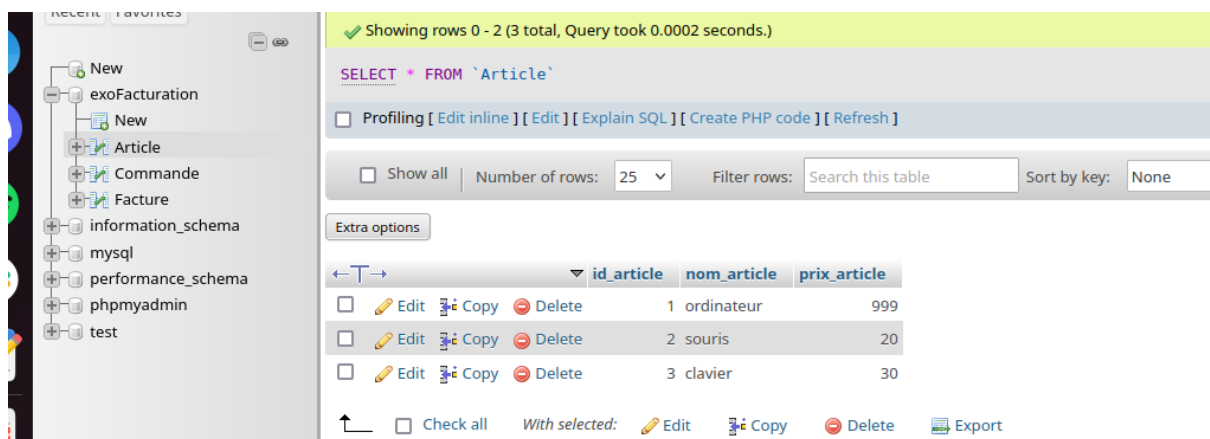 Recent Favorites
New
exoFacturation
New
Article
Commande
Facture
information_schema
mysql
performance_schema
phpmyadmin
test
Showing rows 0 - 2 (3 total, Query took 0.0002 seconds.)
SELECT * FROM `Article`
Profiling [ Edit inline ] [ Edit ] [ Explain SQL ] [ Create PHP code ] [ Refresh ]
Show all | Number of rows: 25 Filter rows: Search this table Sort by key: None
Extra options
id_article nom_article prix_article
Edit Copy Delete 1 ordinateur 999
Edit Copy Delete 2 souris 20
Edit Copy Delete 3 clavier 30
Check all With selected: Edit Copy Delete Export